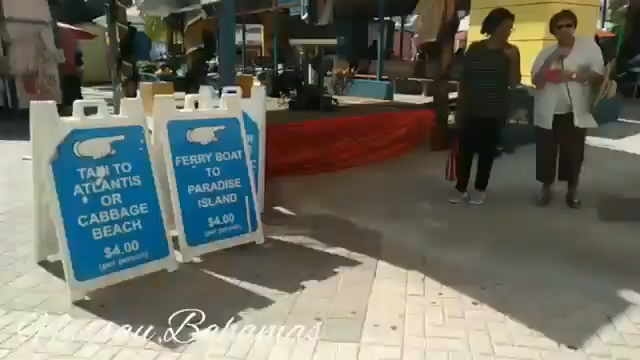 TAXI TO
ATLANTIS
OR
CABBAGE
BEACH
$4.00
(per person)
FERRY BOAT
TO
PARADISE
ISLAND
$4.00
(per person)
Nassau, Bahamas